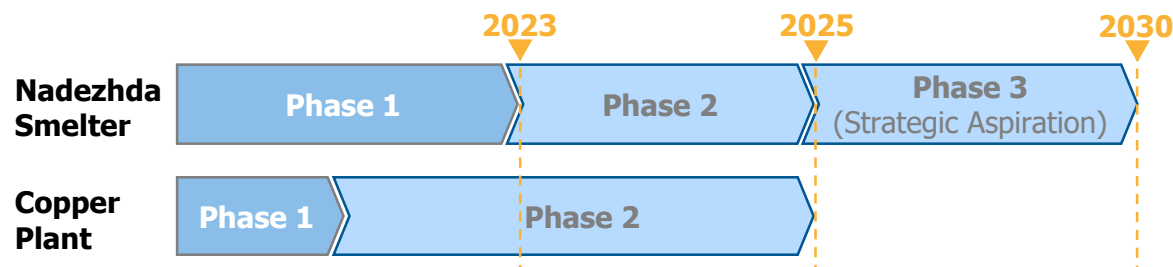 2023 2025 2030
Nadezhda
Smelter
Phase 1 Phase 2 Phase 3
(Strategic Aspiration)
Copper
Plant
Phase 1 Phase 2